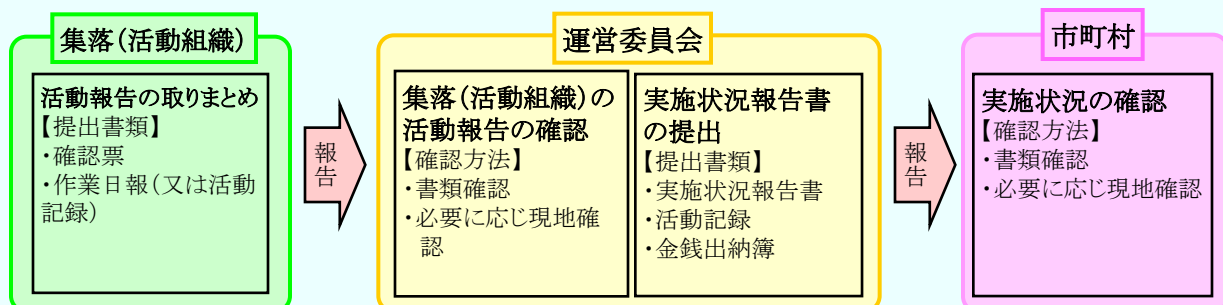 集落(活動組織)
活動報告の取りまとめ
【提出書類】
・確認票
・作業日報(又は活動
記録)
報告
運営委員会
集落(活動組織)の
活動報告の確認
【確認方法】
・書類確認
・必要に応じ現地確
認
実施状況報告書
の提出
【提出書類】
・実施状況報告書
・活動記録
・金銭出納簿
報告
市町村
実施状況の確認
【確認方法】
・書類確認
・必要に応じ現地確認